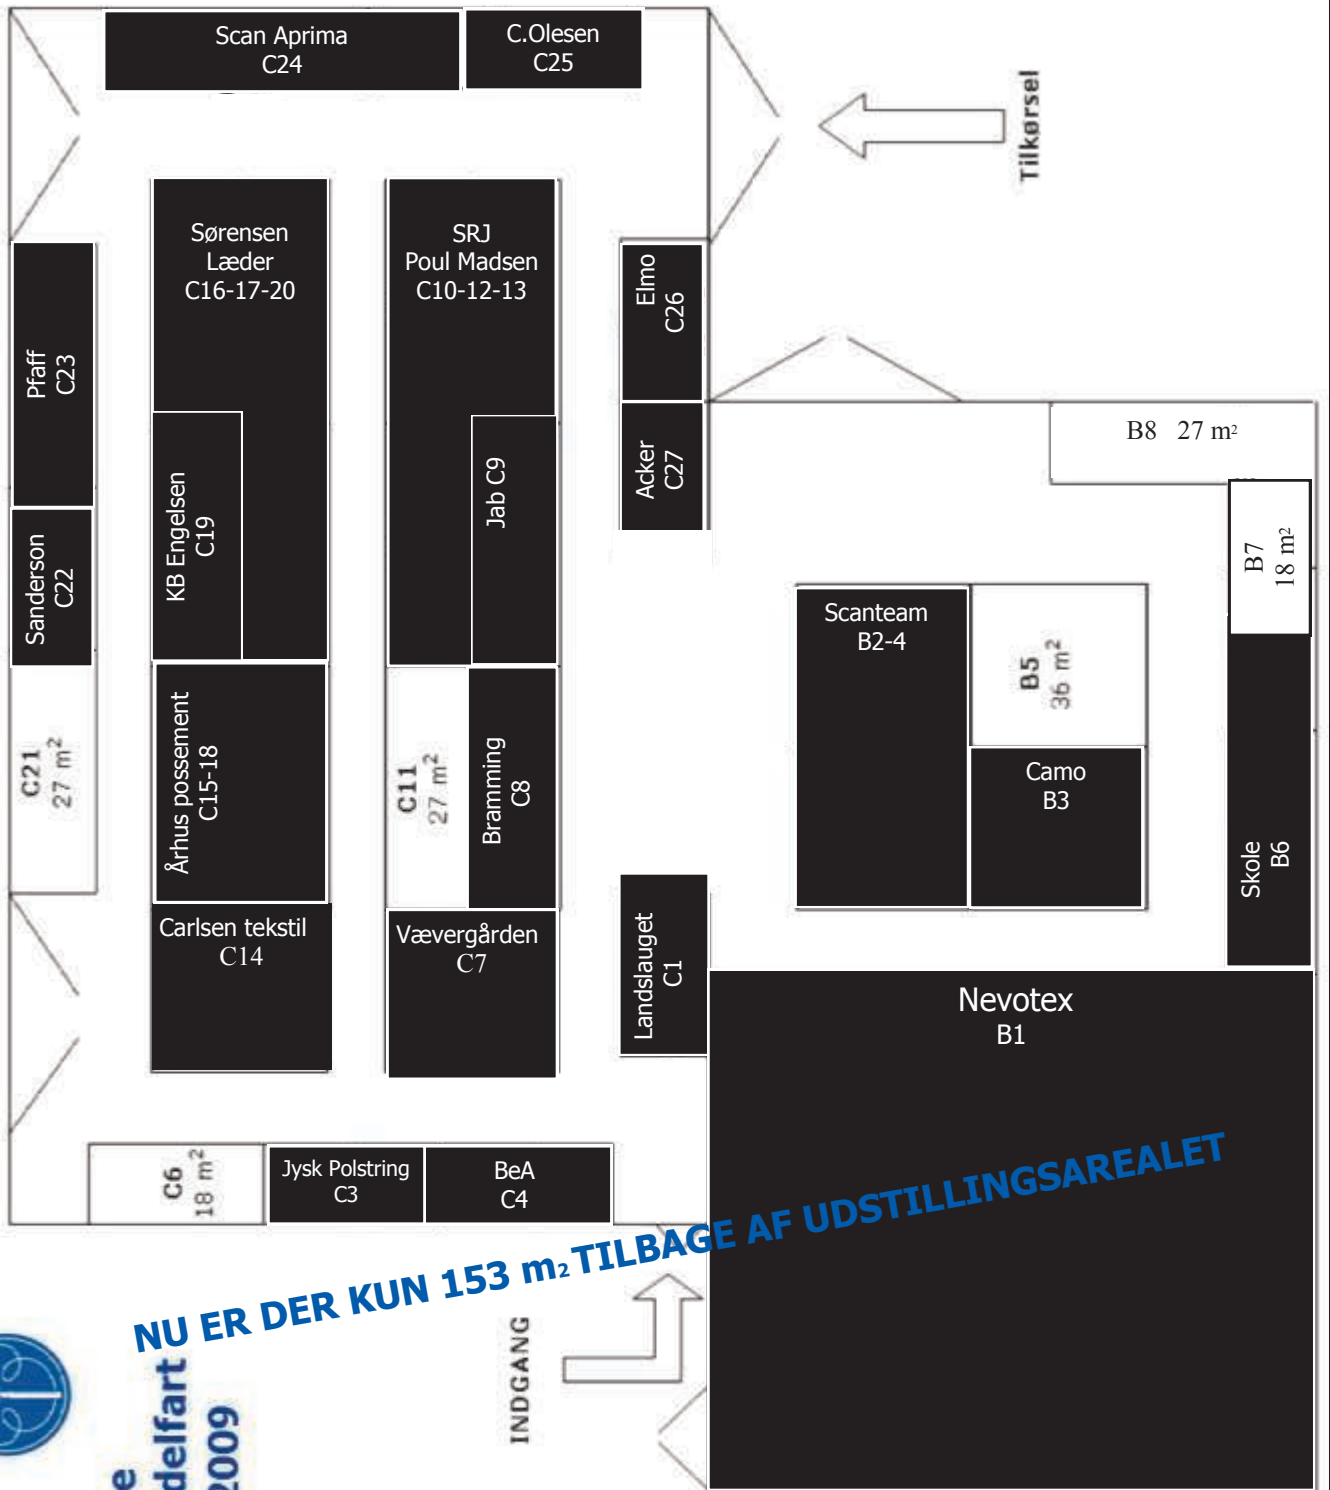 Scan Aprima
C24
C.Olesen
C25
Tilkørsel
Sørensen
Læder
C16-17-20
SRJ
Poul Madsen
C10-12-13
Elmo
C26
Pfaff
C23
Acker
C27
B8 27 m²
KB Engelsen
C19
Jab C9
Sanderson
C22
B7
18 m²
Scanteam
B2-4
B5
36 m²
C21
27 m²
Århus possement
C15-18
C11
27 m²
Bramming
C8
Camo
B3
Skole
B6
Carlsen tekstil
C14
Vævergården
C7
Landslauget
C1
Nevotex
B1
C6
18 m²
Jysk Polstring
C3
BeA
C4
NU ER DER KUN 153 m₂ TILBAGE AF UDSTILLINGSAREALET
INDGANG
e
delfart
2009